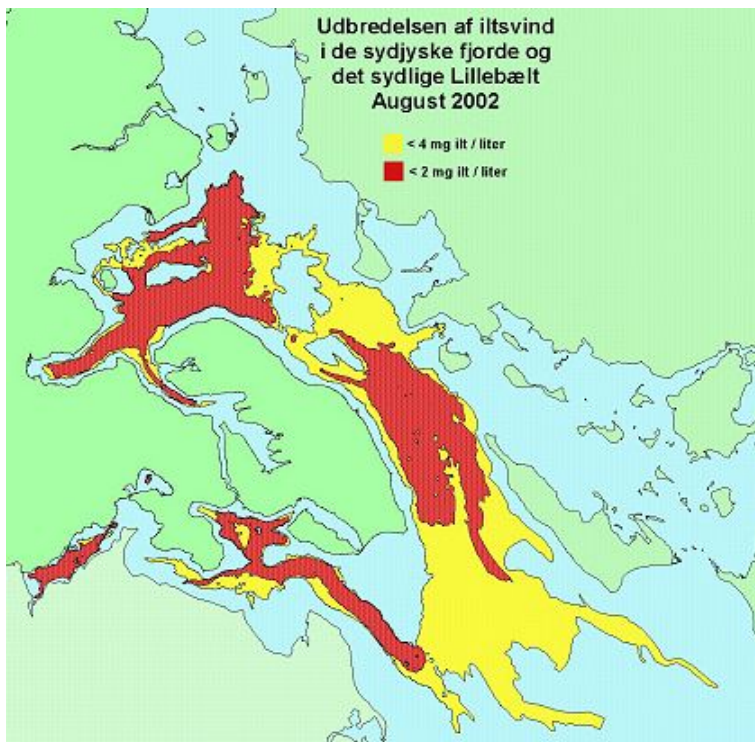 Udbredelsen af iltsvind
i de sydjyske fjorde og
det sydlige Lillebælt
August 2002
< 4 mg ilt / liter
< 2 mg ilt / liter